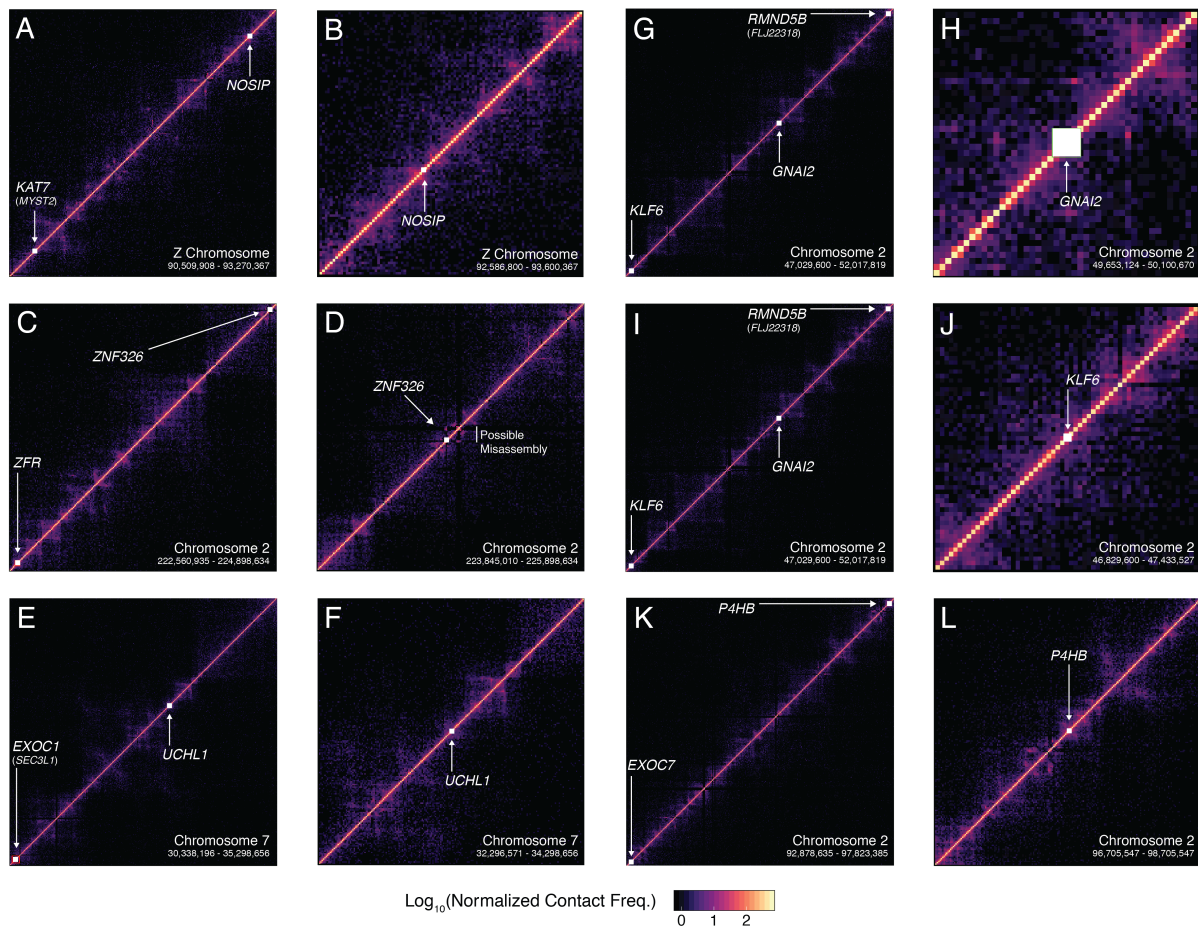 A
NOSIP
KAT7
(MYST2)
Z Chromosome
90,509,908 - 93,270,367
B
NOSIP
Z Chromosome
92,586,800 - 93,600,367
G
RMND5B
(FLJ22318)
GNAI2
KLF6
Chromosome 2
47,029,600 - 52,017,819
H
GNAI2
Chromosome 2
49,653,124 - 50,100,670
C
ZNF326
ZFR
Chromosome 2
222,560,935 - 224,898,634
D
ZNF326
Possible
Misassembly
Chromosome 2
223,845,010 - 225,898,634
I
RMND5B
(FLJ22318)
GNAI2
KLF6
Chromosome 2
47,029,600 - 52,017,819
J
KLF6
Chromosome 2
46,829,600 - 47,433,527
E
EXOC1
(SEC3L1)
UCHL1
Chromosome 7
30,338,196 - 35,298,656
F
UCHL1
Chromosome 7
32,296,571 - 34,298,656
K
P4HB
EXOC7
Chromosome 2
92,878,635 - 97,823,385
L
P4HB
Chromosome 2
96,705,547 - 98,705,547
Log10(Normalized Contact Freq.)
0 1 2